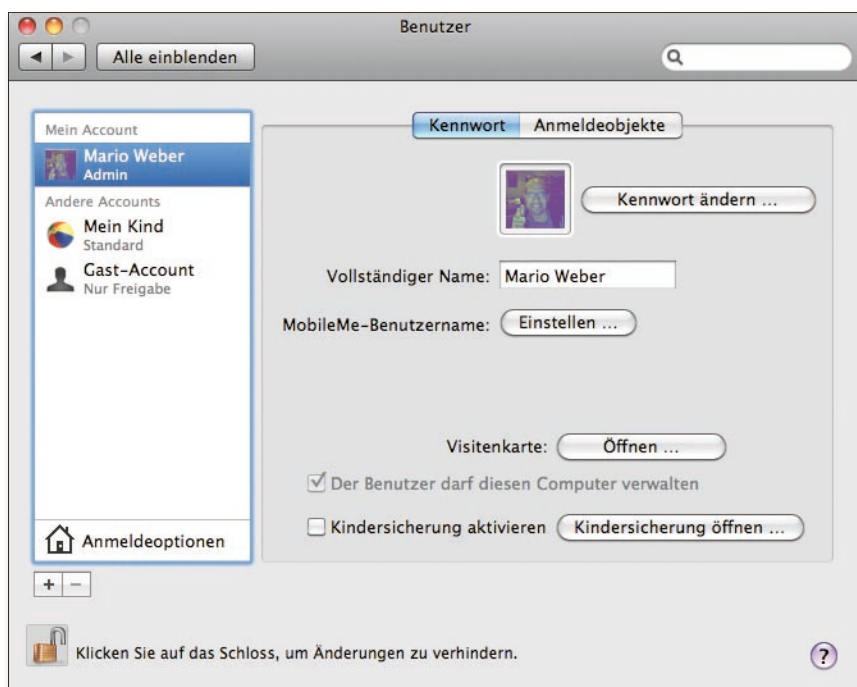 Benutzer
Alle einblenden
Mein Account
Mario Weber
Admin
Andere Accounts
Mein Kind
Standard
Gast-Account
Nur Freigabe
Anmeldeoptionen
+ −
Kennwort Anmeldeobjekte
Kennwort ändern ...
Vollständiger Name: Mario Weber
MobileMe-Benutzername: Einstellen ...
Visitenkarte: Öffnen ...
Der Benutzer darf diesen Computer verwalten
Kindersicherung aktivieren Kindersicherung öffnen ...
Klicken Sie auf das Schloss, um Änderungen zu verhindern.
?